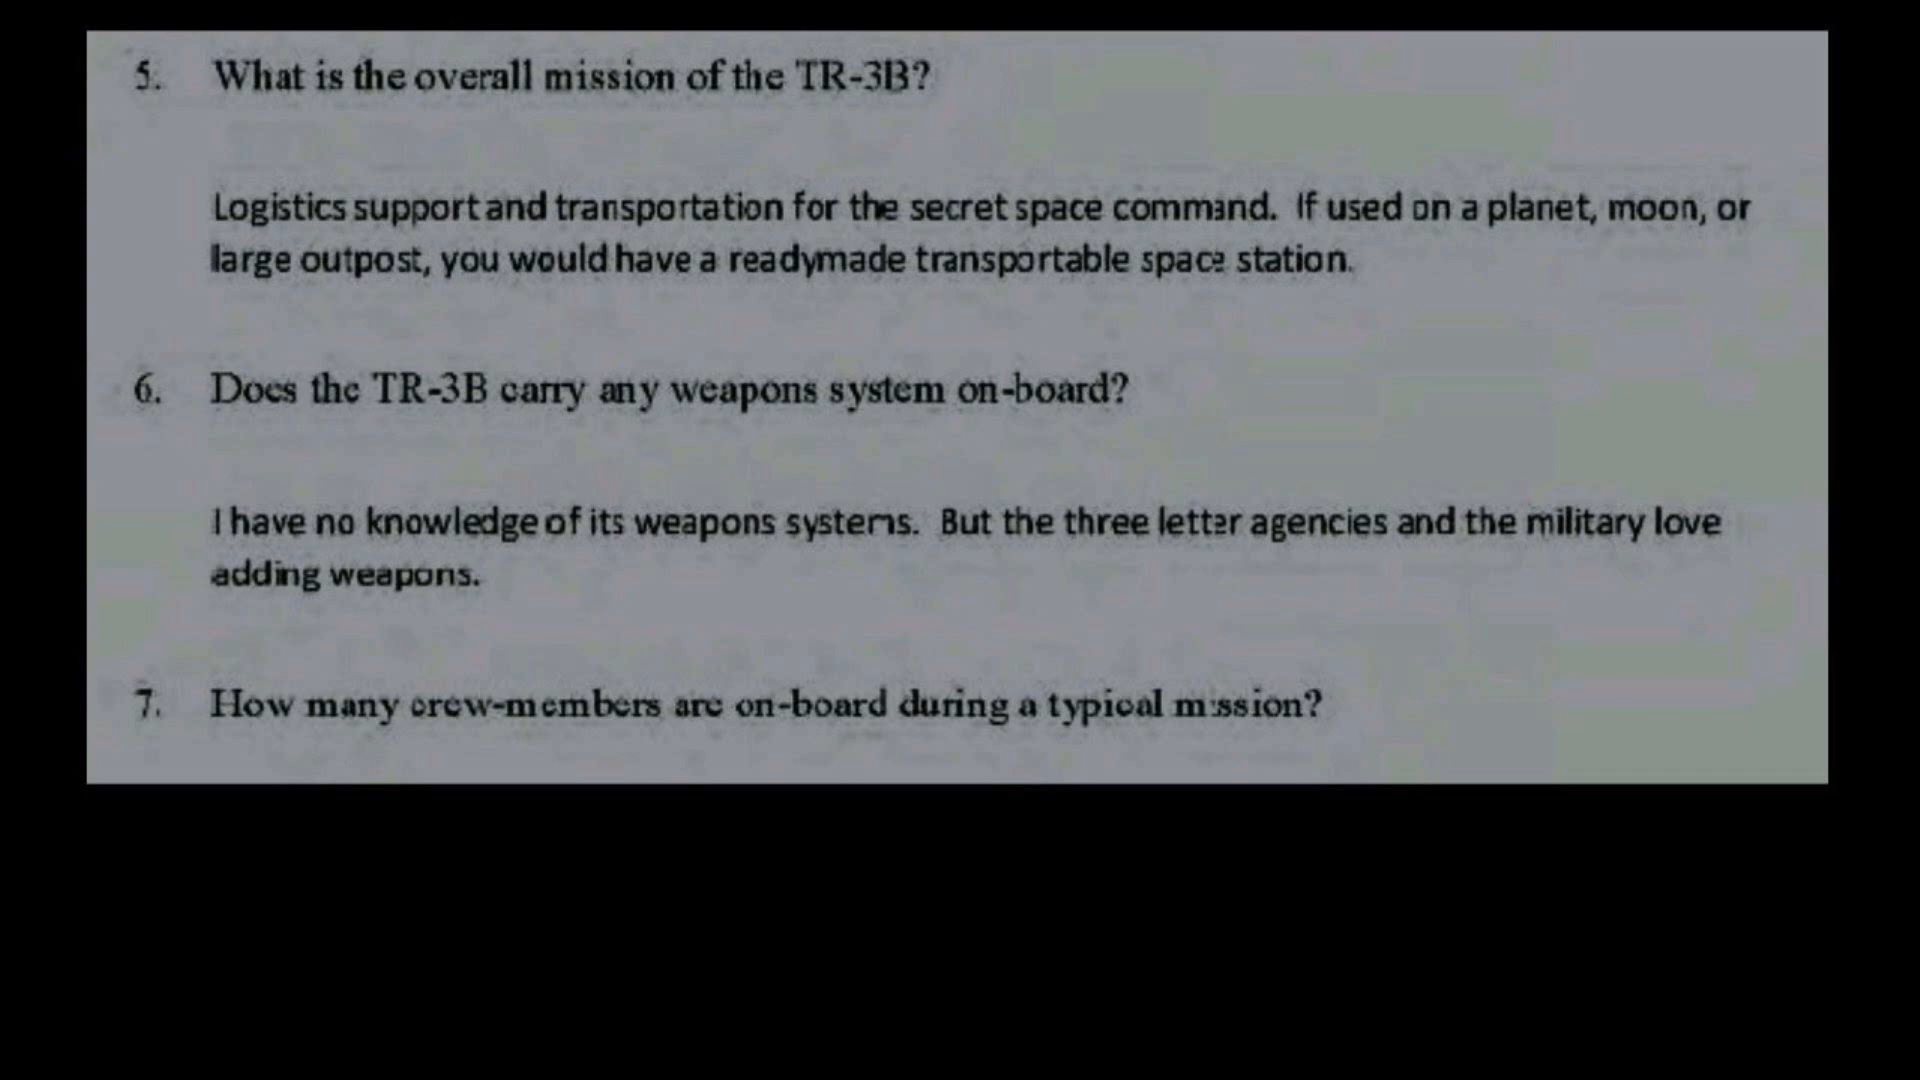 5. What is the overall mission of the TR-3B?
Logistics support and transportation for the secret space command. If used on a planet, moon, or
large outpost, you would have a readymade transportable space station.
6. Does the TR-3B carry any weapons system on-board?
I have no knowledge of its weapons systems. But the three letter agencies and the military love
adding weapons.
7. How many crew-members are on-board during a typical mission?